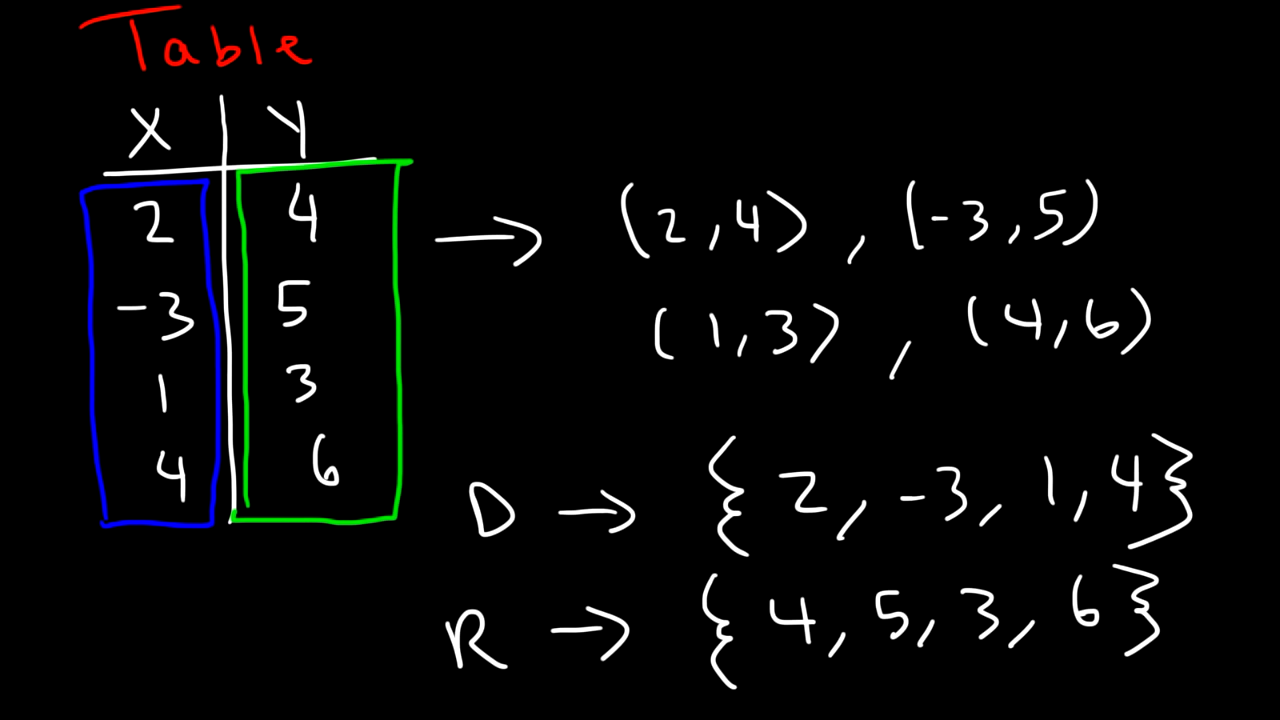 Table
X Y
2 4 → (2,4), (-3,5)
-3 5 (1,3), (4,6)
1 3
4 6
D → {2, -3, 1, 4}
R → {4, 5, 3, 6}